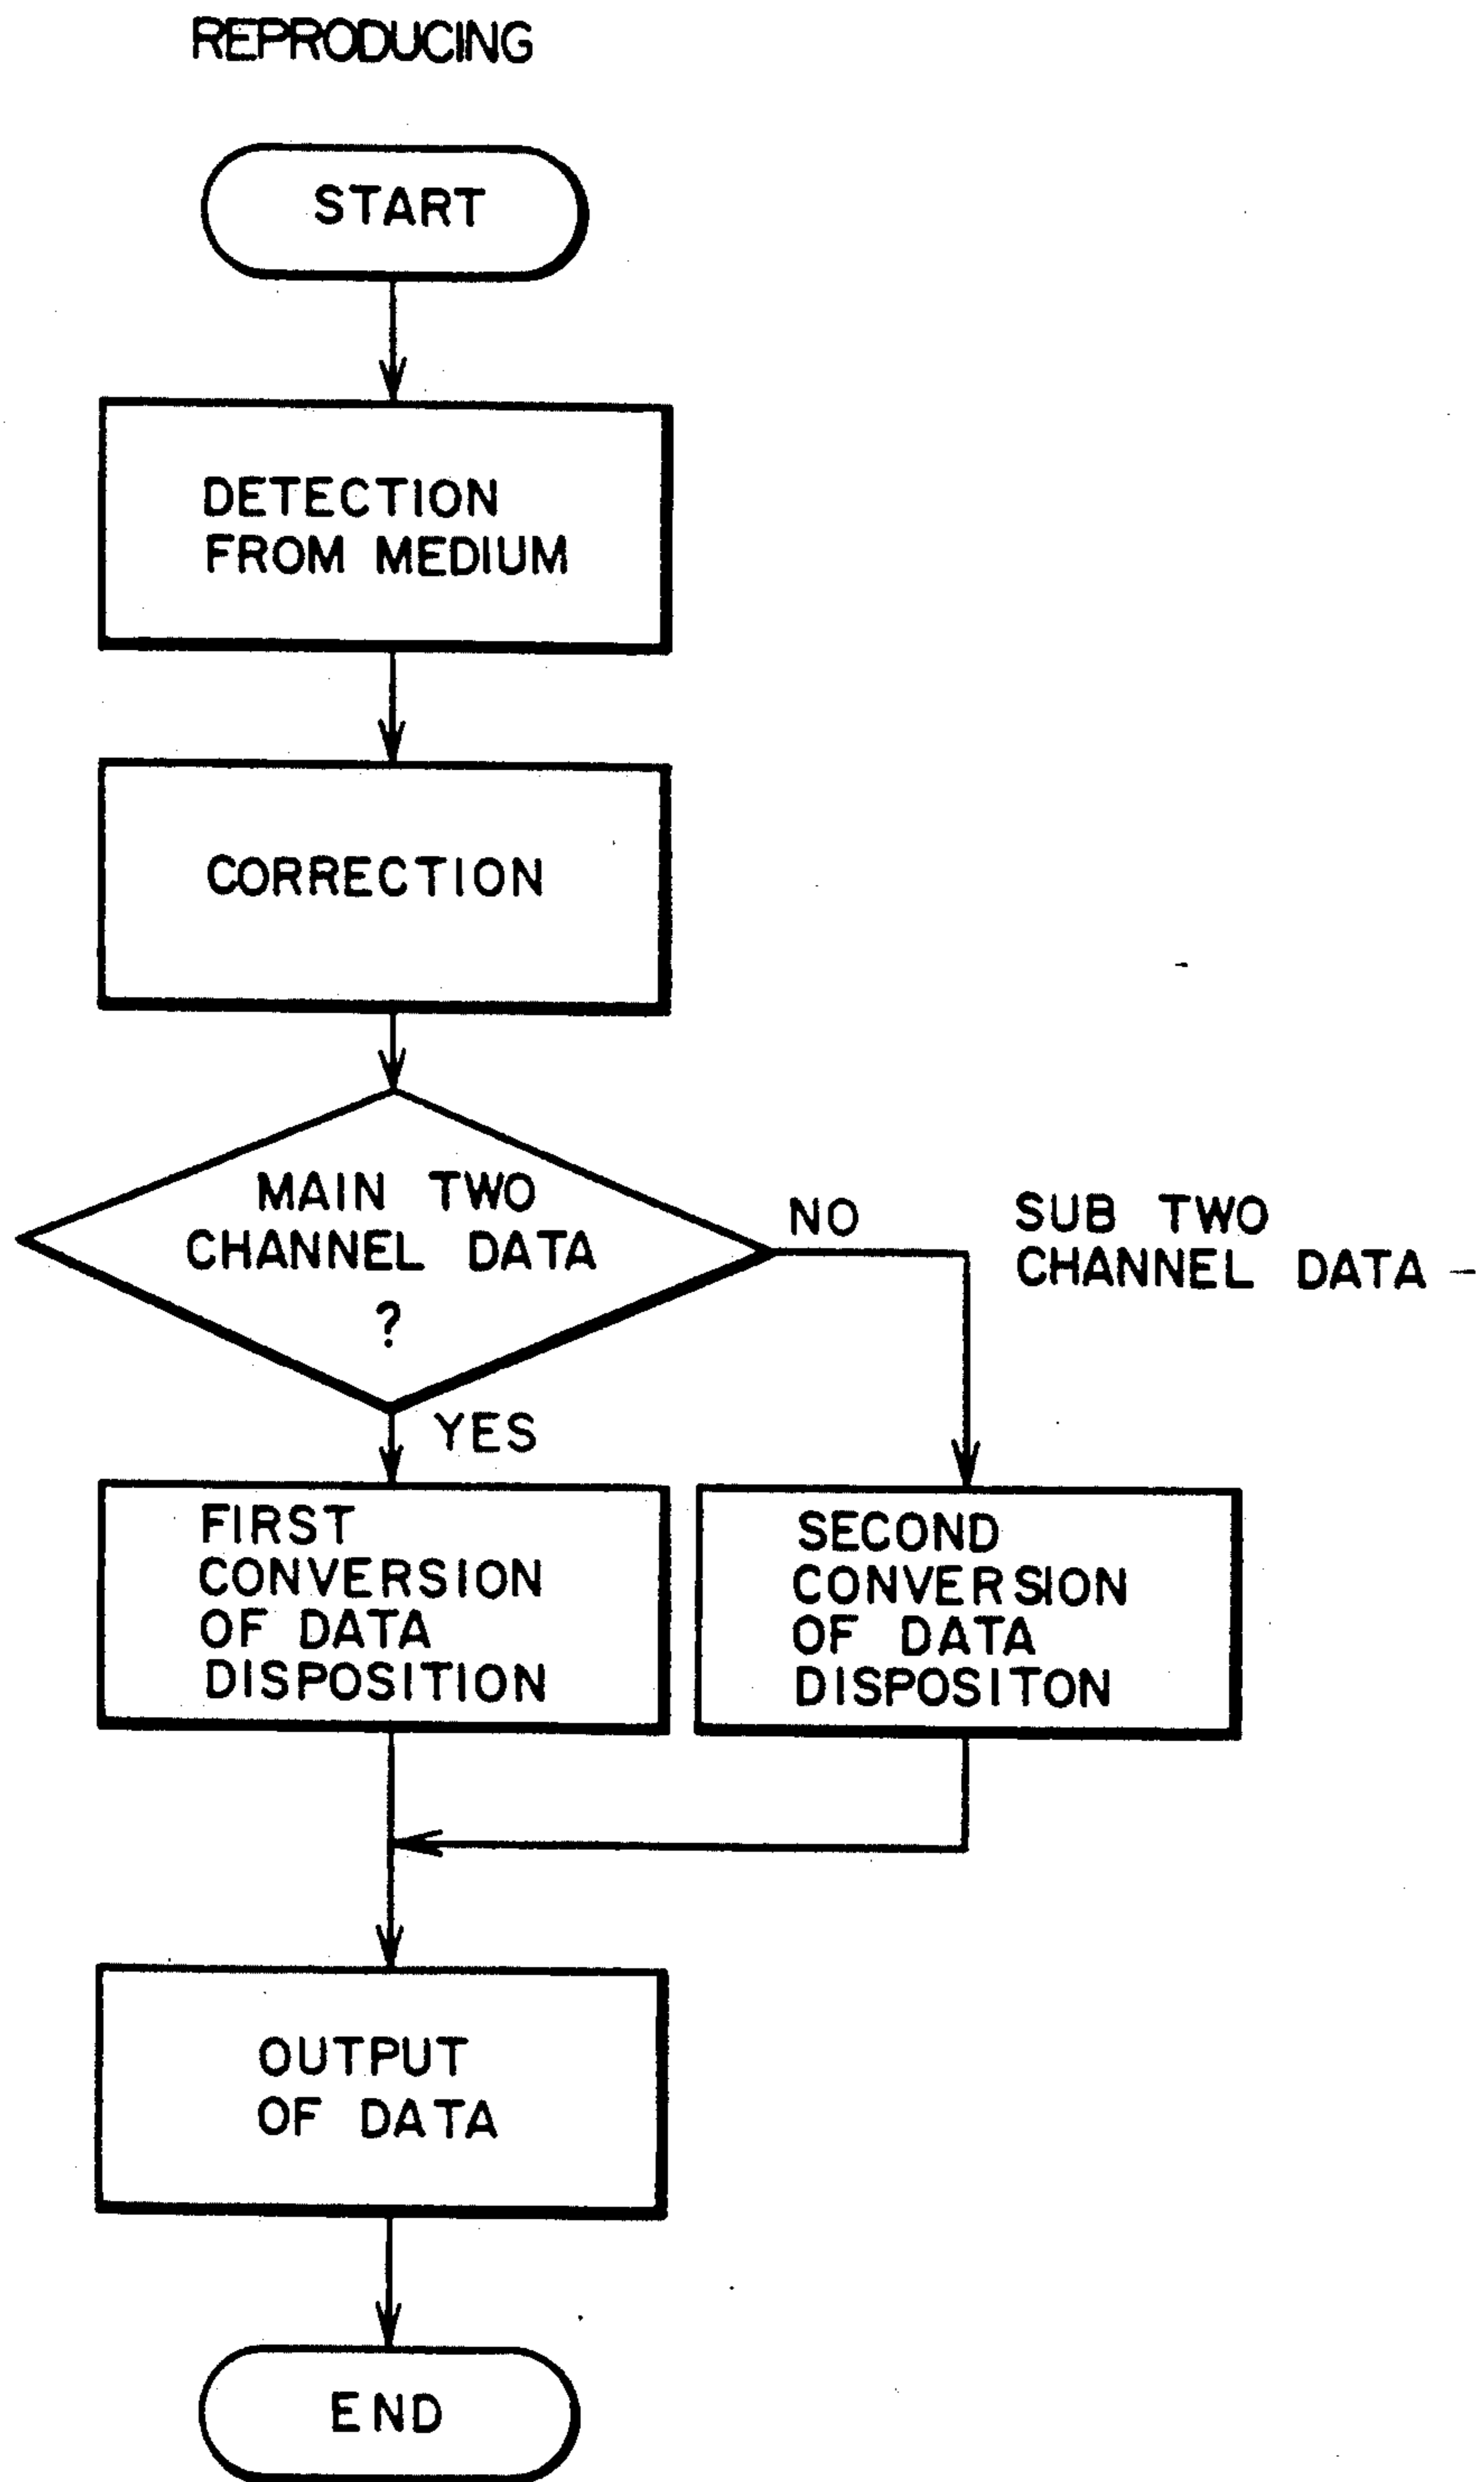 REPRODUCING
START
DETECTION
FROM MEDIUM
CORRECTION
MAIN TWO
CHANNEL DATA
?
NO
SUB TWO
CHANNEL DATA
YES
FIRST
CONVERSION
OF DATA
DISPOSITION
SECOND
CONVERSION
OF DATA
DISPOSITON
OUTPUT
OF DATA
END